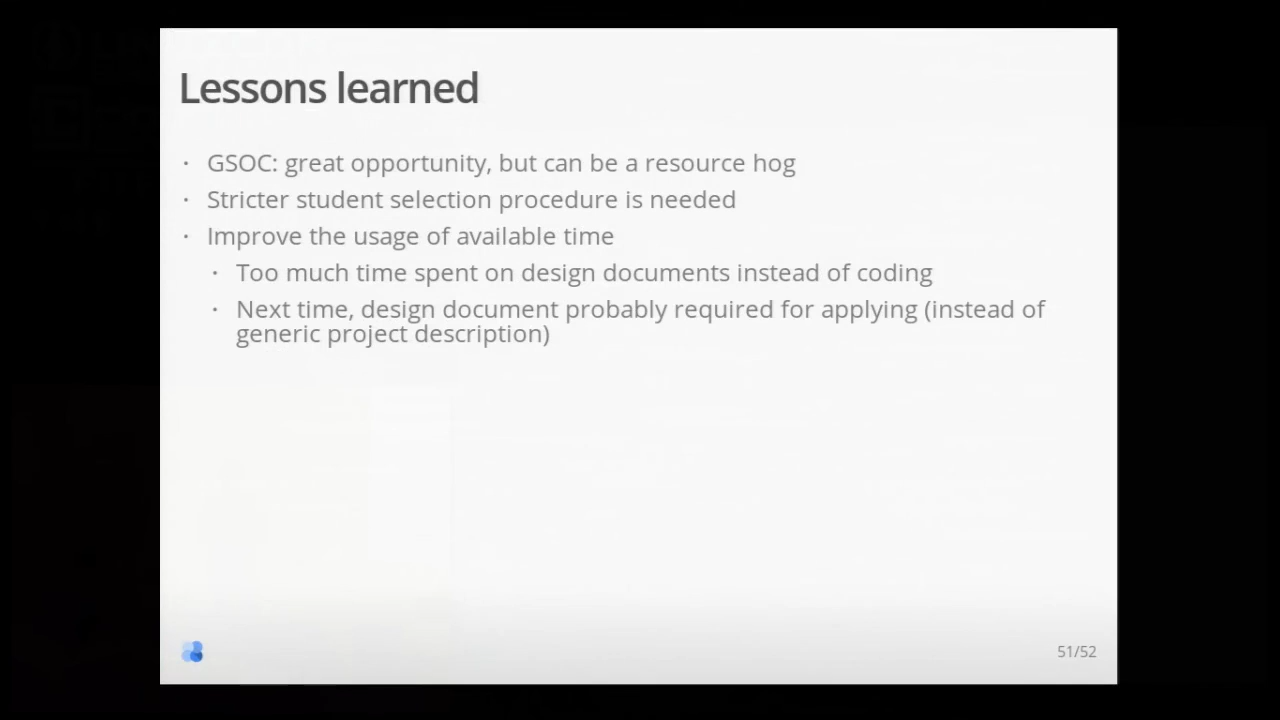 Lessons learned
· GSOC: great opportunity, but can be a resource hog
· Stricter student selection procedure is needed
· Improve the usage of available time
· Too much time spent on design documents instead of coding
· Next time, design document probably required for applying (instead of
generic project description)
51/52